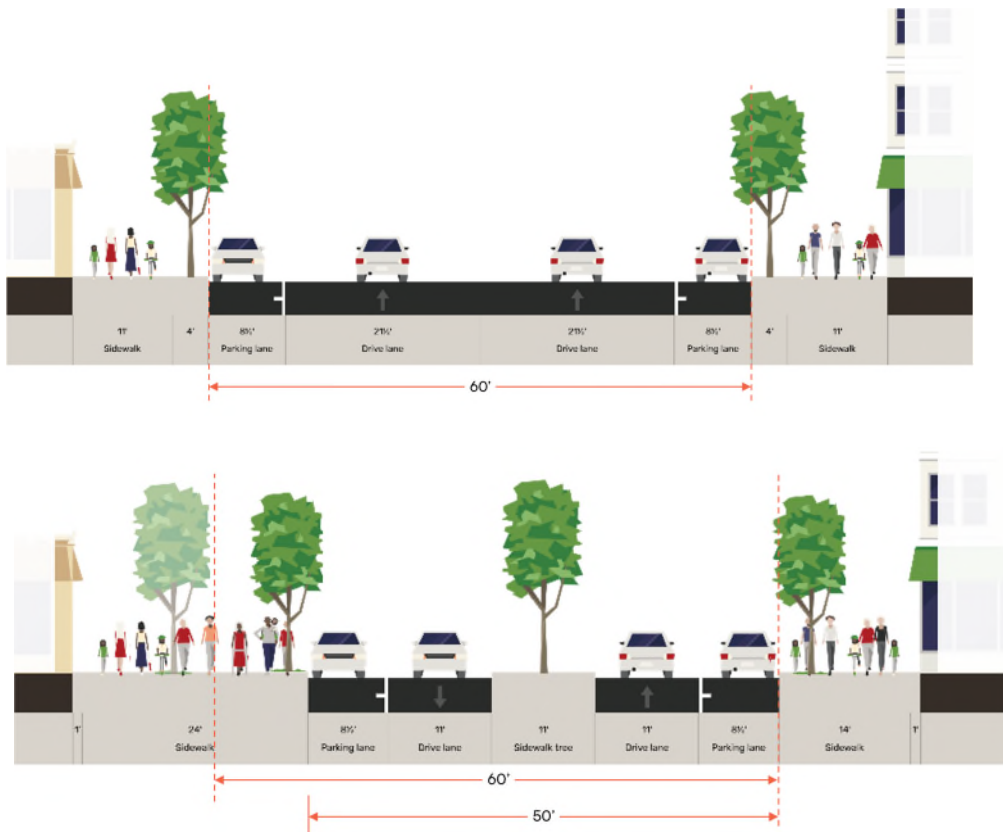 11' 4' 8½' 21½' 21½' 8½' 4' 11'
Sidewalk Parking lane Drive lane Drive lane Parking lane Sidewalk
60'
1' 24' 8½' 11' 11' 11' 8½' 14' 1'
Sidewalk Parking lane Drive lane Sidewalk tree Drive lane Parking lane Sidewalk
60'
50'